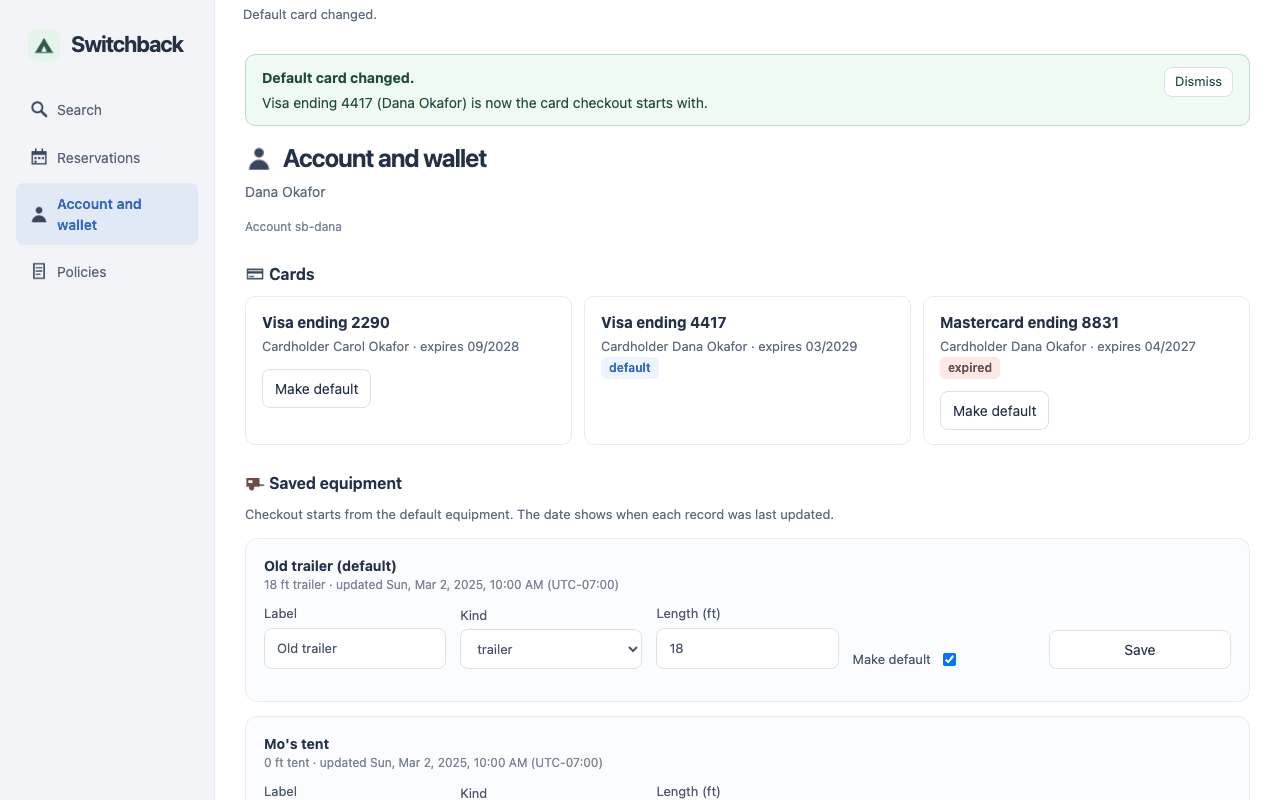 Switchback
Search
Reservations
Account and
wallet
Policies
Default card changed.
Default card changed.
Visa ending 4417 (Dana Okafor) is now the card checkout starts with.
Dismiss
Account and wallet
Dana Okafor
Account sb-dana
Cards
Visa ending 2290
Cardholder Carol Okafor · expires 09/2028
Make default
Visa ending 4417
Cardholder Dana Okafor · expires 03/2029
default
Mastercard ending 8831
Cardholder Dana Okafor · expires 04/2027
expired
Make default
Saved equipment
Checkout starts from the default equipment. The date shows when each record was last updated.
Old trailer (default)
18 ft trailer · updated Sun, Mar 2, 2025, 10:00 AM (UTC-07:00)
Label
Kind
Length (ft)
Old trailer
trailer
18
Make default
Save
Mo's tent
0 ft tent · updated Sun, Mar 2, 2025, 10:00 AM (UTC-07:00)
Label
Kind
Length (ft)